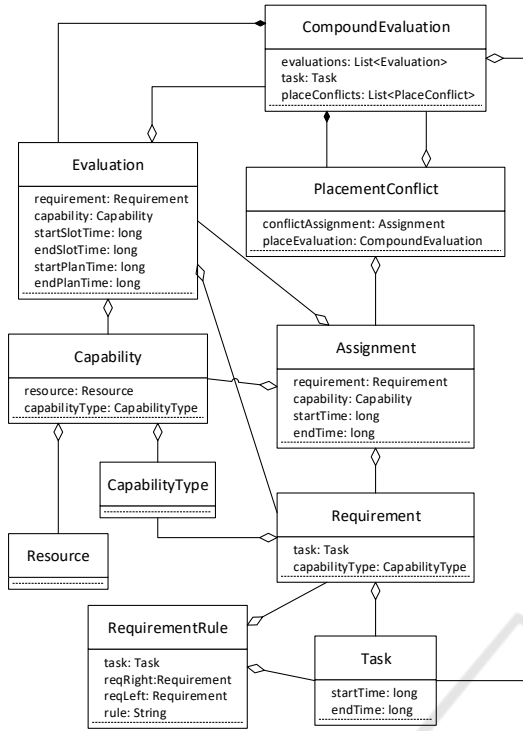 CompoundEvaluation
evaluations: List<Evaluation>
task: Task
placeConflicts: List<PlaceConflict>
Evaluation
requirement: Requirement
capability: Capability
startSlotTime: long
endSlotTime: long
startPlanTime: long
endPlanTime: long
PlacementConflict
conflictAssignment: Assignment
placeEvaluation: CompoundEvaluation
Capability
resource: Resource
capabilityType: CapabilityType
Assignment
requirement: Requirement
capability: Capability
startTime: long
endTime: long
CapabilityType
Resource
Requirement
task: Task
capabilityType: CapabilityType
RequirementRule
task: Task
reqRight:Requirement
reqLeft: Requirement
rule: String
Task
startTime: long
endTime: long